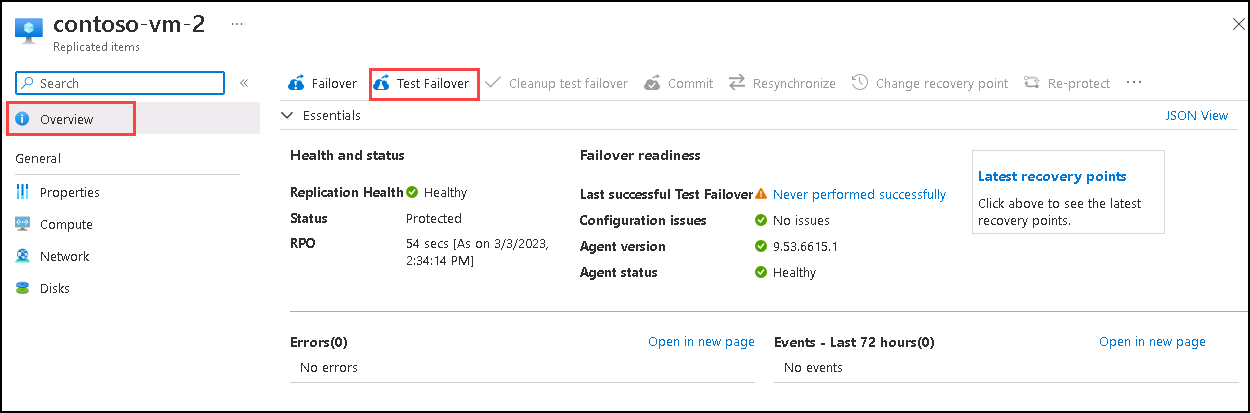 contoso-vm-2 ...
Replicated items
Search
«
Failover Test Failover Cleanup test failover Commit Resynchronize Change recovery point Re-protect ...
Overview
Essentials
JSON View
General
Properties
Compute
Network
Disks
Health and status
Replication Health Healthy
Status Protected
RPO 54 secs [As on 3/3/2023,
2:34:14 PM]
Failover readiness
Last successful Test Failover Never performed successfully
Configuration issues No issues
Agent version 9.53.6615.1
Agent status Healthy
Latest recovery points
Click above to see the latest
recovery points.
Errors(0) Open in new page
No errors
Events - Last 72 hours(0) Open in new page
No events